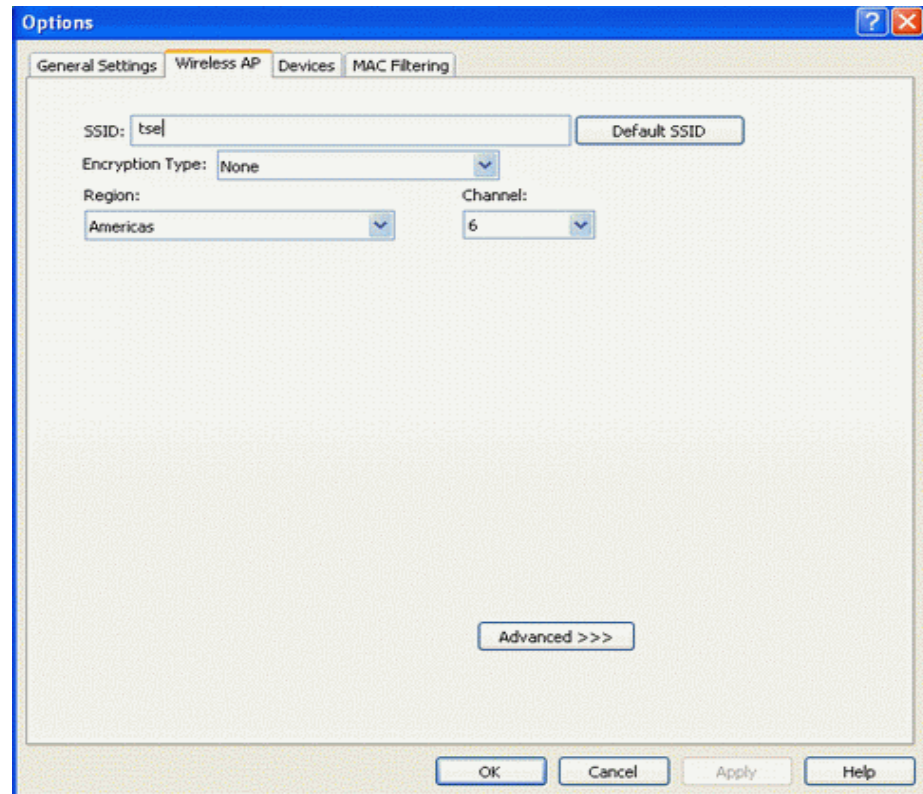 Options
General Settings Wireless AP Devices MAC Filtering
SSID: tse Default SSID
Encryption Type: None
Region: Channel:
Americas 6
Advanced >>>
OK Cancel Apply Help